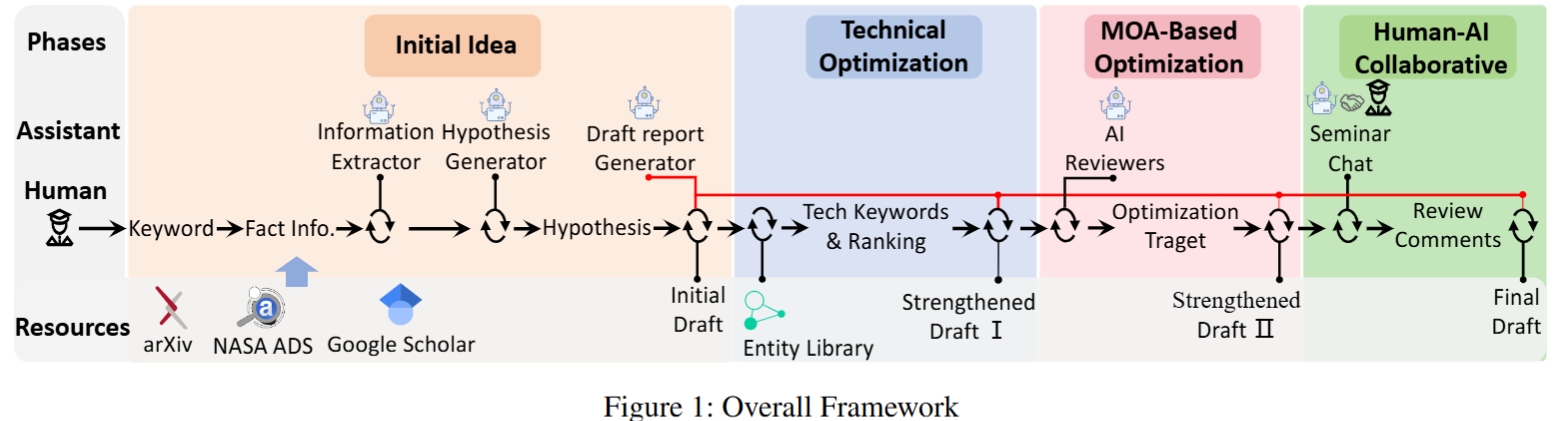 Phases
Initial Idea
Technical
Optimization
MOA-Based
Optimization
Human-AI
Collaborative
Assistant
Information
Extractor
Hypothesis
Generator
Draft report
Generator
AI
Reviewers
Seminar
Chat
Human
Keyword
Fact Info.
Hypothesis
Tech Keywords
& Ranking
Optimization
Traget
Review
Comments
Resources
arXiv
a
NASA ADS
Google Scholar
Initial
Draft
Entity Library
Strengthened
Draft I
Strengthened
Draft II
Final
Draft
Figure 1: Overall Framework